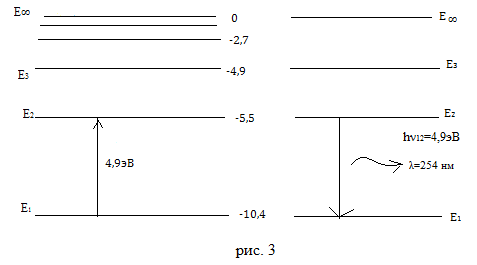 E∞ 0 E∞
-2,7
E₃ -4,9 E₃
E₂ -5,5 E₂
hν₁₂=4,9эВ
4,9эВ λ=254 нм
E₁ -10,4 E₁
рис. 3